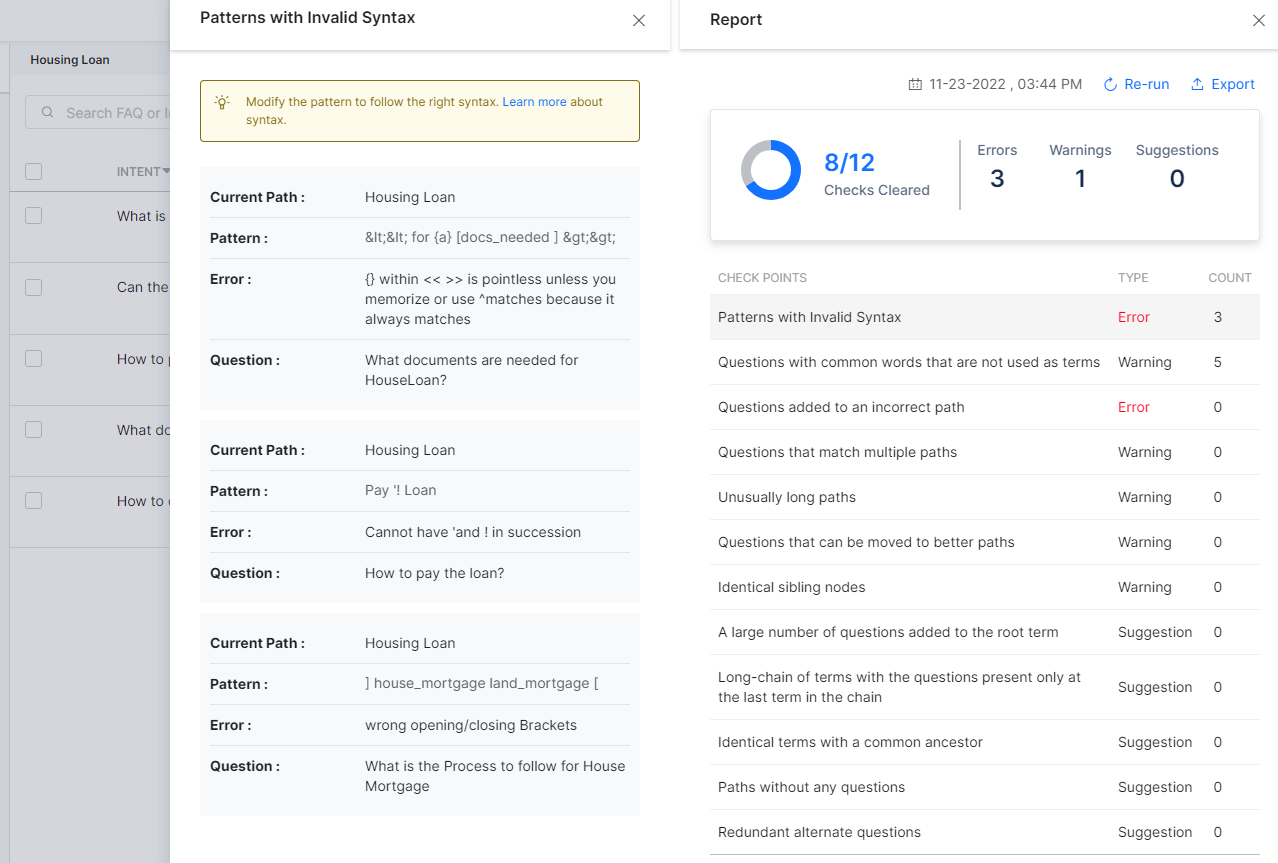 Housing Loan
Search FAQ or I
INTENT
What is
Can the
How to p
What do
How to
Patterns with Invalid Syntax
Modify the pattern to follow the right syntax. Learn more about
syntax.
Current Path : Housing Loan
Pattern : &lt;&lt; for {a} [docs_needed ] &gt;&gt;
Error : {} within << >> is pointless unless you
memorize or use ^matches because it
always matches
Question : What documents are needed for
HouseLoan?
Current Path : Housing Loan
Pattern : Pay '! Loan
Error : Cannot have 'and ! in succession
Question : How to pay the loan?
Current Path : Housing Loan
Pattern : ] house_mortgage land_mortgage [
Error : wrong opening/closing Brackets
Question : What is the Process to follow for House
Mortgage
Report
11-23-2022 , 03:44 PM Re-run Export
8/12
Checks Cleared
Errors Warnings Suggestions
3 1 0
CHECK POINTS TYPE COUNT
Patterns with Invalid Syntax Error 3
Questions with common words that are not used as terms Warning 5
Questions added to an incorrect path Error 0
Questions that match multiple paths Warning 0
Unusually long paths Warning 0
Questions that can be moved to better paths Warning 0
Identical sibling nodes Warning 0
A large number of questions added to the root term Suggestion 0
Long-chain of terms with the questions present only at
the last term in the chain Suggestion 0
Identical terms with a common ancestor Suggestion 0
Paths without any questions Suggestion 0
Redundant alternate questions Suggestion 0